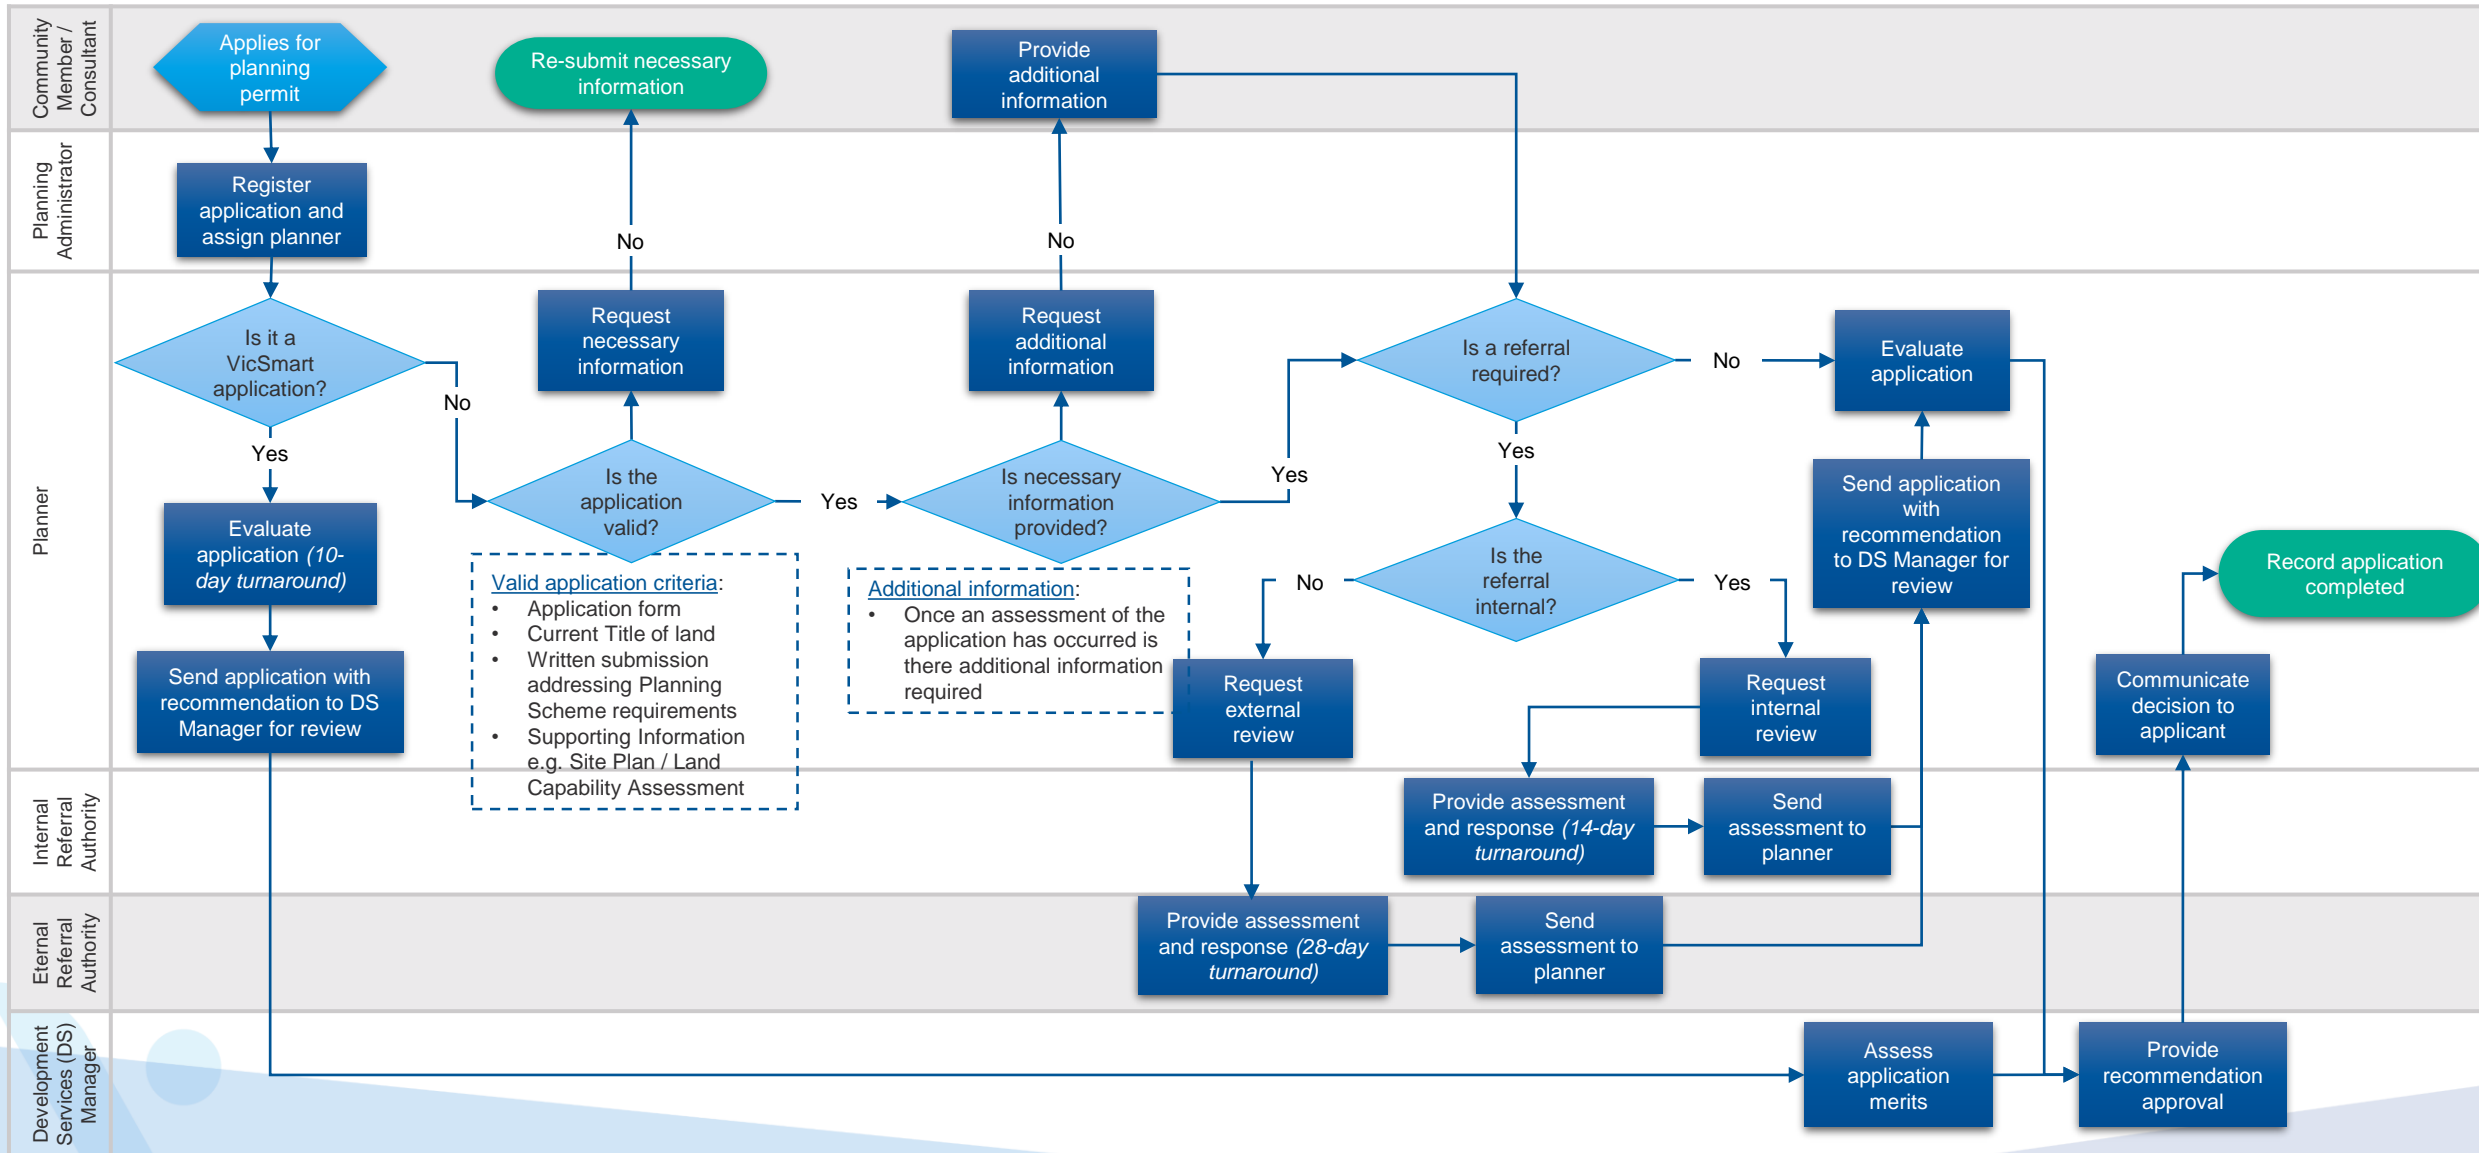 Community
Member /
Consultant
Applies for
planning
permit
Re-submit necessary
information
Provide
additional
information
Planning
Administrator
Register
application and
assign planner
No
No
Planner
Is it a
VicSmart
application?
No
Yes
Evaluate
application (10-
day turnaround)
Send application with
recommendation to DS
Manager for review
Request
necessary
information
Is the
application
valid?
Yes
Valid application criteria:
• Application form
• Current Title of land
• Written submission
addressing Planning
Scheme requirements
• Supporting Information
e.g. Site Plan / Land
Capability Assessment
Request
additional
information
Is necessary
information
provided?
Yes
Additional information:
• Once an assessment of the
application has occurred is
there additional information
required
Is a referral
required?
No
Yes
Is the
referral
internal?
No
Yes
Request
external
review
Request
internal
review
Evaluate
application
Send application
with
recommendation
to DS Manager for
review
Communicate
decision to
applicant
Record application
completed
Internal
Referral
Authority
Provide assessment
and response (14-day
turnaround)
Send
assessment to
planner
Eternal
Referral
Authority
Provide assessment
and response (28-day
turnaround)
Send
assessment to
planner
Development
Services (DS)
Manager
Assess
application
merits
Provide
recommendation
approval